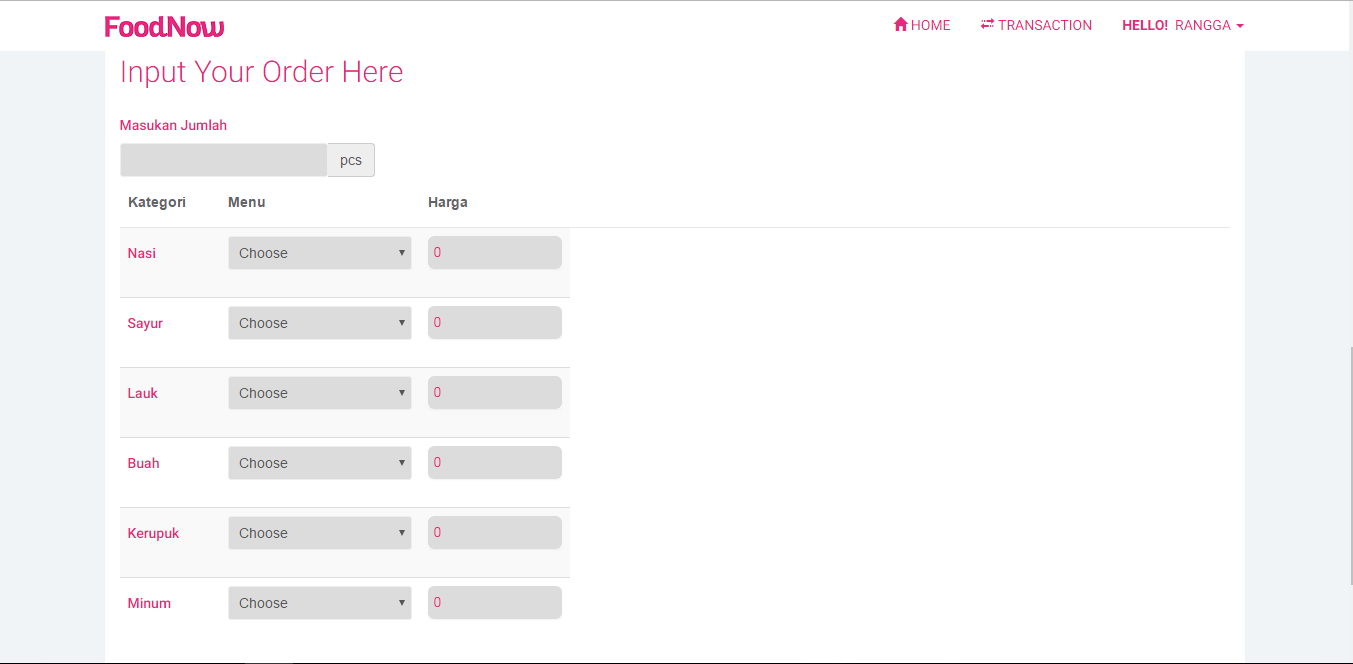 FoodNow HOME TRANSACTION HELLO! RANGGA
Input Your Order Here
Masukan Jumlah
pcs
Kategori Menu Harga
Nasi Choose 0
Sayur Choose 0
Lauk Choose 0
Buah Choose 0
Kerupuk Choose 0
Minum Choose 0